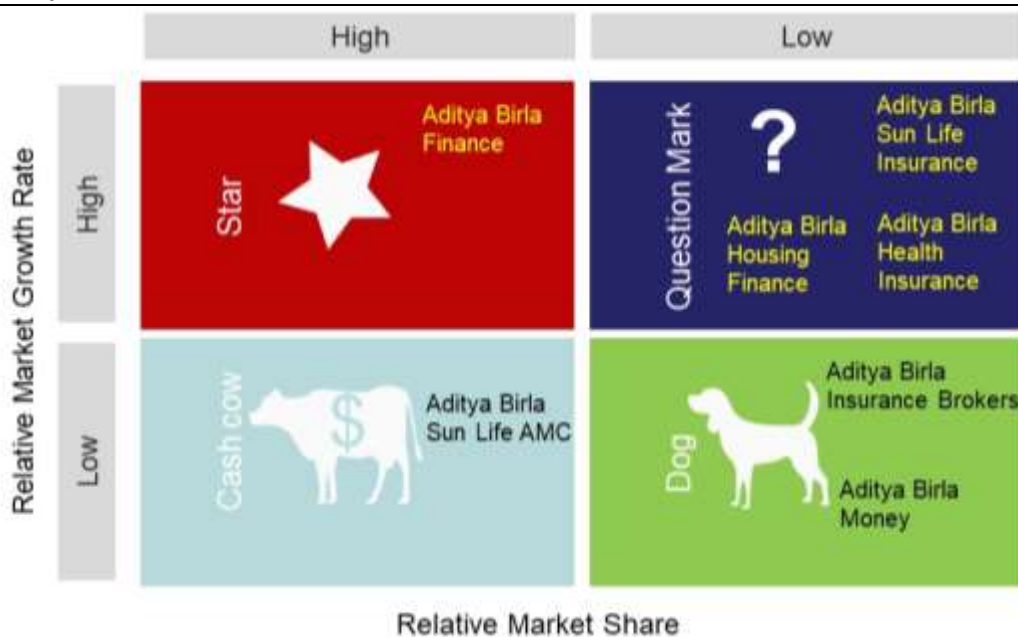 High
Low
Relative Market Growth Rate
High
Star
Aditya Birla
Finance
Question Mark
?
Aditya Birla
Sun Life
Insurance
Aditya Birla
Housing
Finance
Aditya Birla
Health
Insurance
Low
Cash cow
$
Aditya Birla
Sun Life AMC
Dog
Aditya Birla
Insurance Brokers
Aditya Birla
Money
Relative Market Share